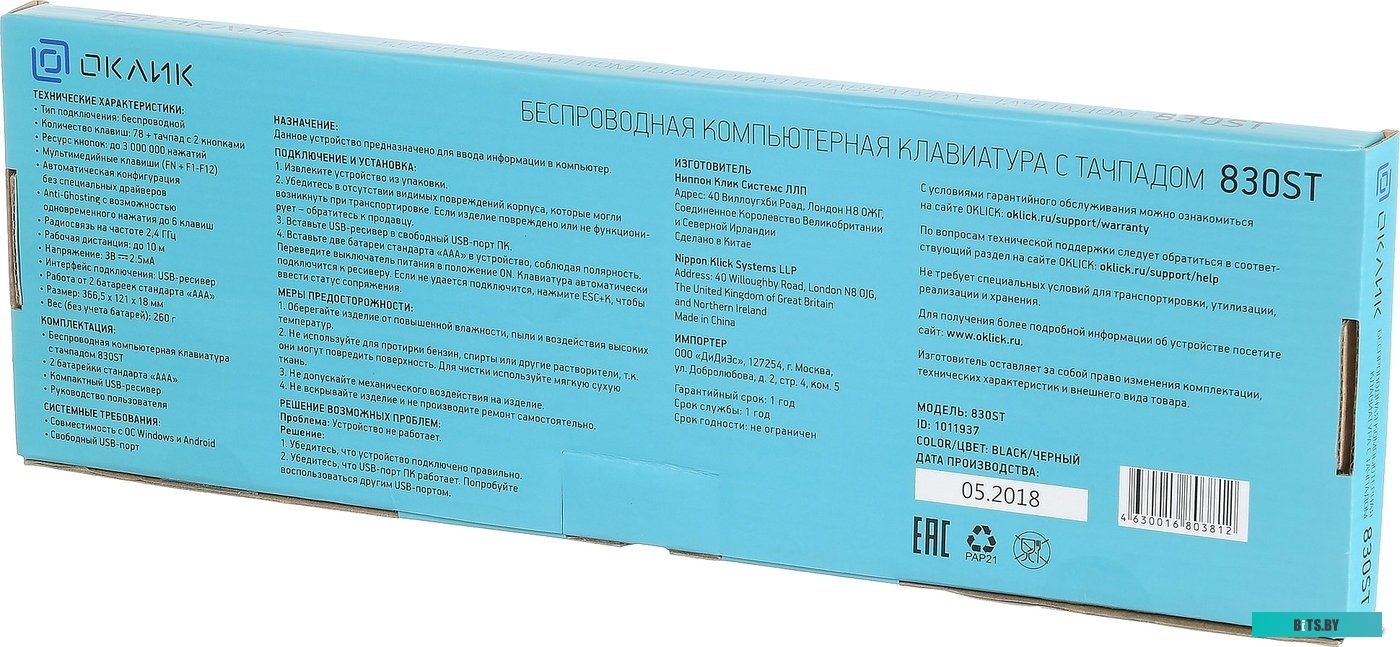 ОКЛИК
БЕСПРОВОДНАЯ КОМПЬЮТЕРНАЯ КЛАВИАТУРА С ТАЧПАДОМ 830ST
ТЕХНИЧЕСКИЕ ХАРАКТЕРИСТИКИ:
• Тип подключения: беспроводной
• Количество клавиш: 78 + тачпад с 2 кнопками
• Ресурс кнопок: до 3 000 000 нажатий
• Мультимедийные клавиши (FN + F1-F12)
• Автоматическая конфигурация
без специальных драйверов
• Anti-Ghosting с возможностью
одновременного нажатия до 6 клавиш
• Радиосвязь на частоте 2,4 ГГц
• Рабочая дистанция: до 10 м
• Напряжение: 3В ⎓ 2.5мА
• Интерфейс подключения: USB-ресивер
• Работа от 2 батареек стандарта «ААА»
• Размер: 366,5 x 121 x 18 мм
• Вес (без учета батарей): 260 г
КОМПЛЕКТАЦИЯ:
• Беспроводная компьютерная клавиатура
с тачпадом 830ST
• 2 батарейки стандарта «ААА»
• Компактный USB-ресивер
• Руководство пользователя
СИСТЕМНЫЕ ТРЕБОВАНИЯ:
• Совместимость с ОС Windows и Android
• Свободный USB-порт
НАЗНАЧЕНИЕ:
Данное устройство предназначено для ввода информации в компьютер.
ПОДКЛЮЧЕНИЕ И УСТАНОВКА:
1. Извлеките устройство из упаковки.
2. Убедитесь в отсутствии видимых повреждений корпуса, которые могли
возникнуть при транспортировке. Если изделие повреждено или не функциони-
рует – обратитесь к продавцу.
3. Вставьте USB-ресивер в свободный USB-порт ПК.
4. Вставьте две батареи стандарта «ААА» в устройство, соблюдая полярность.
Переведите выключатель питания в положение ON. Клавиатура автоматически
подключится к ресиверу. Если не удается подключится, нажмите ESC+K, чтобы
ввести статус сопряжения.
МЕРЫ ПРЕДОСТОРОЖНОСТИ:
1. Оберегайте изделие от повышенной влажности, пыли и воздействия высоких
температур.
2. Не используйте для протирки бензин, спирты или другие растворители, т.к.
они могут повредить поверхность. Для чистки используйте мягкую сухую
ткань.
3. Не допускайте механического воздействия на изделие.
4. Не вскрывайте изделие и не производите ремонт самостоятельно.
РЕШЕНИЕ ВОЗМОЖНЫХ ПРОБЛЕМ:
Проблема: Устройство не работает.
Решение:
1. Убедитесь, что устройство подключено правильно.
2. Убедитесь, что USB-порт ПК работает. Попробуйте
воспользоваться другим USB-портом.
ИЗГОТОВИТЕЛЬ
Ниппон Клик Системс ЛЛП
Адрес: 40 Виллоугхби Роад, Лондон Н8 ОЖГ,
Соединенное Королевство Великобритании
и Северной Ирландии
Сделано в Китае
Nippon Klick Systems LLP
Address: 40 Willoughby Road, London N8 0JG,
The United Kingdom of Great Britain
and Northern Ireland
Made in China
ИМПОРТЕР
ООО «ДиДиЭс», 127254, г. Москва,
ул. Добролюбова, д. 2, стр. 4, ком. 5
Гарантийный срок: 1 год
Срок службы: 1 год
Срок годности: не ограничен
С условиями гарантийного обслуживания можно ознакомиться
на сайте OKLICK: oklick.ru/support/warranty
По вопросам технической поддержки следует обратиться в соответ-
ствующий раздел на сайте OKLICK: oklick.ru/support/help
Не требует специальных условий для транспортировки, утилизации,
реализации и хранения.
Для получения более подробной информации об устройстве посетите
сайт: www.oklick.ru.
Изготовитель оставляет за собой право изменения комплектации,
технических характеристик и внешнего вида товара.
МОДЕЛЬ: 830ST
ID: 1011937
COLOR/ЦВЕТ: BLACK/ЧЕРНЫЙ
ДАТА ПРОИЗВОДСТВА:
05.2018
4 630016 803812
EAC
PAP21
ОКЛИК
830ST
BITS.BY